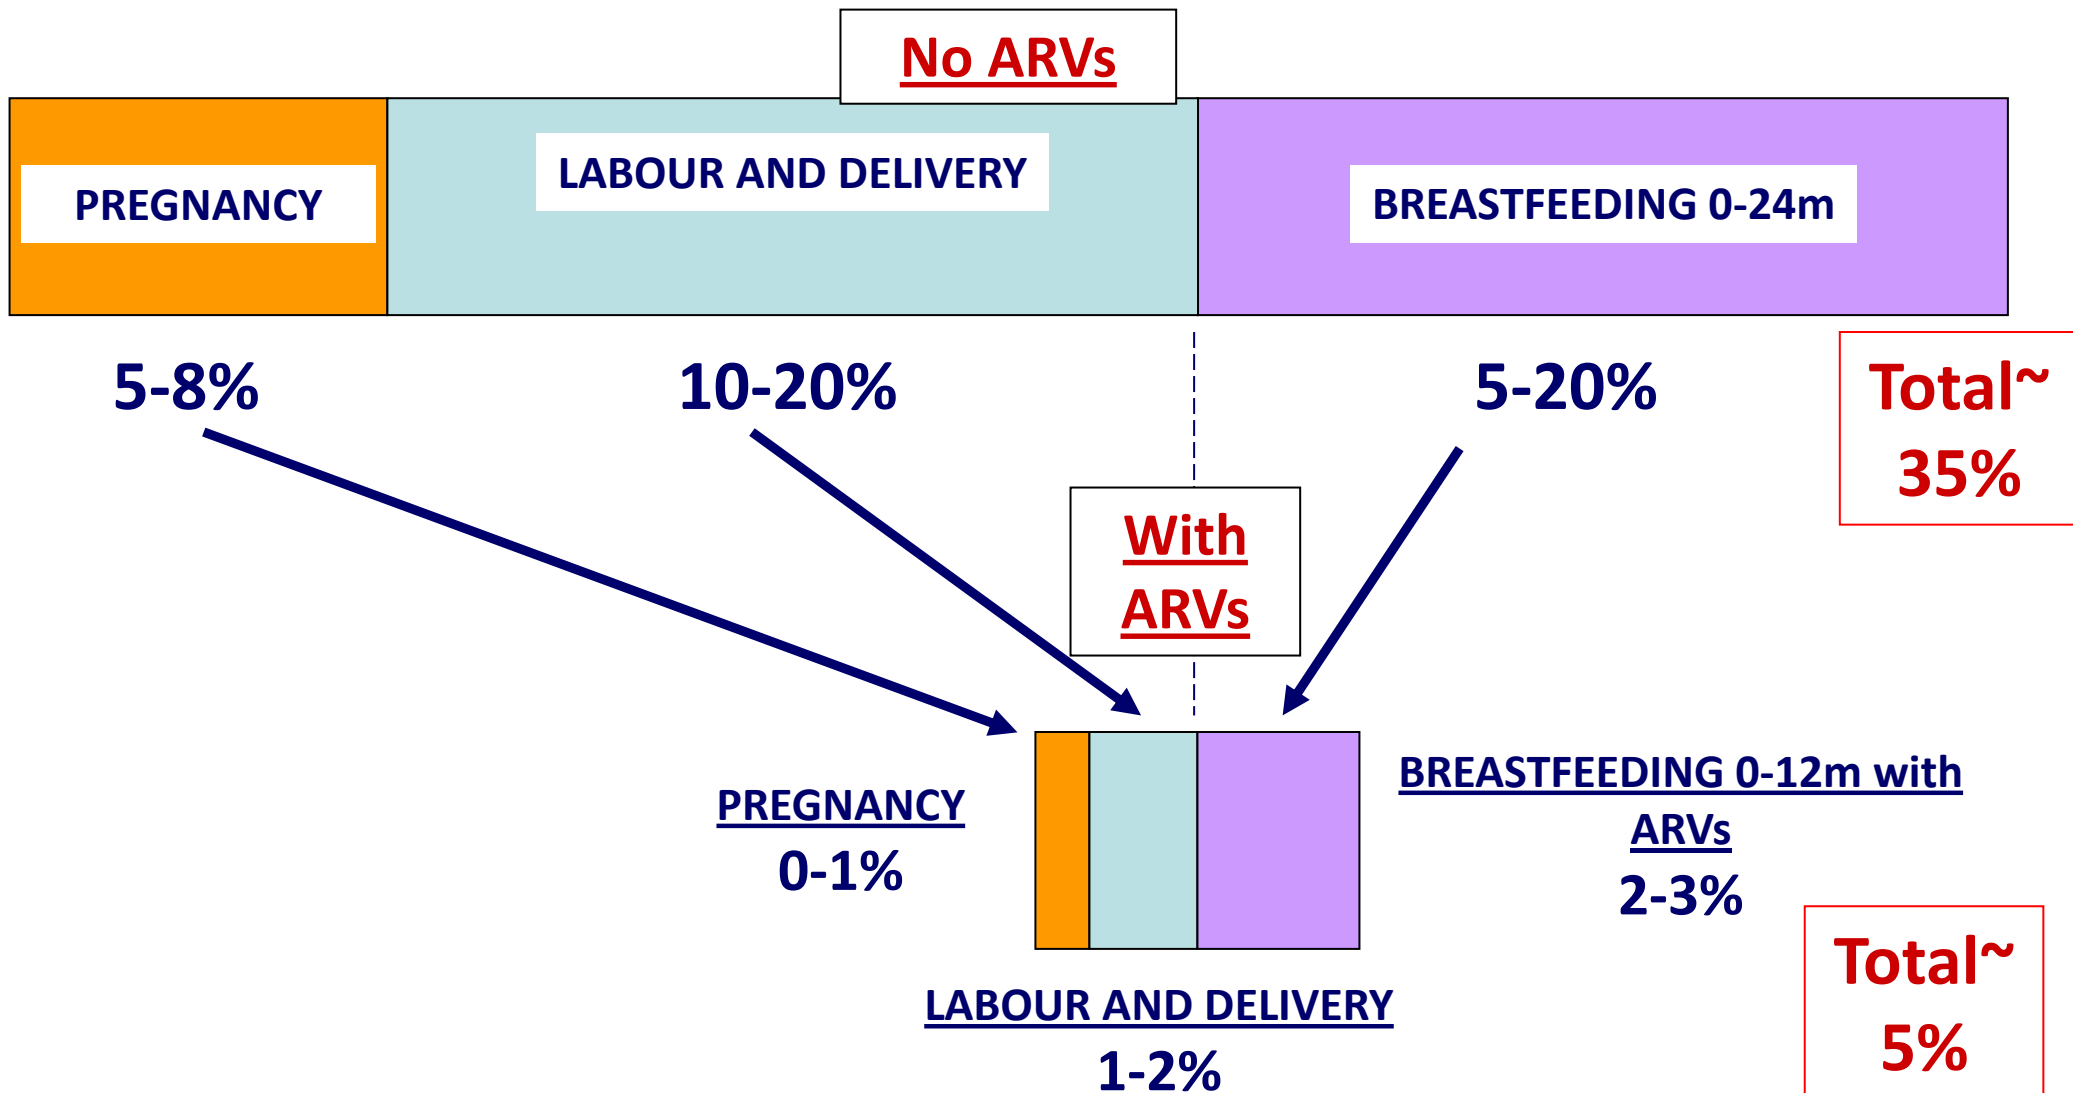 No ARVs
PREGNANCY
LABOUR AND DELIVERY
BREASTFEEDING 0-24m
5-8%
10-20%
5-20%
Total~
35%
With
ARVs
PREGNANCY
0-1%
BREASTFEEDING 0-12m with
ARVs
2-3%
LABOUR AND DELIVERY
1-2%
Total~
5%